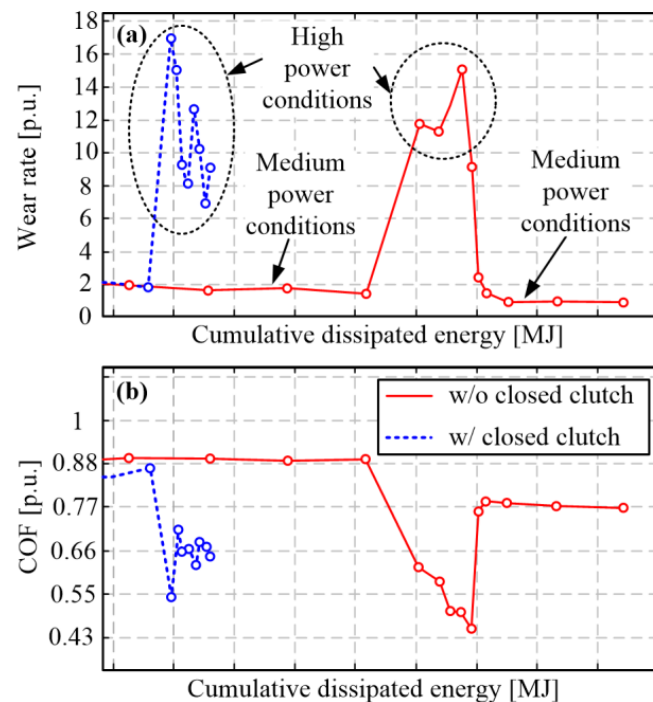 18
16
14
12
10
8
6
4
2
0
Wear rate [p.u.]
(a)
High
power
conditions
Medium
power
conditions
Medium
power
conditions
Cumulative dissipated energy [MJ]
(b)
w/o closed clutch
w/ closed clutch
1
0.88
0.77
0.66
0.55
0.43
COF [p.u.]
Cumulative dissipated energy [MJ]